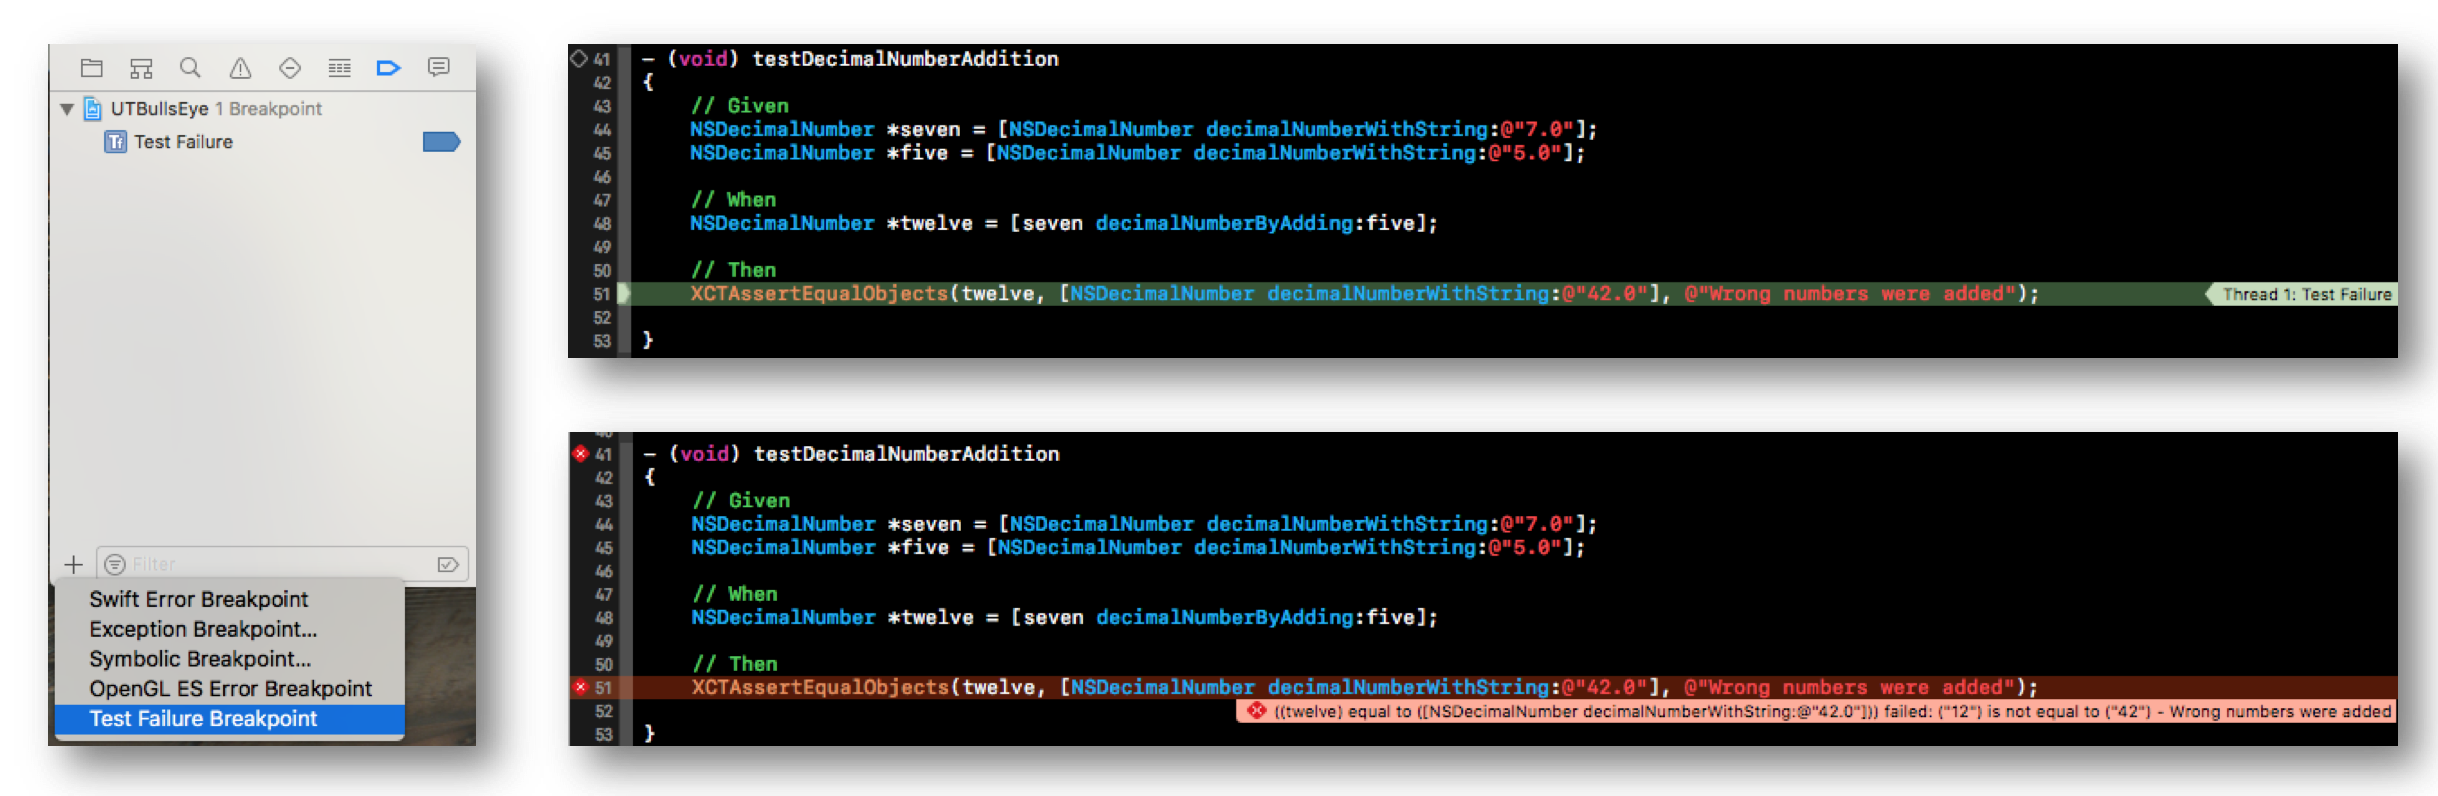 UTBullsEye 1 Breakpoint
Test Failure
Filter
Swift Error Breakpoint
Exception Breakpoint...
Symbolic Breakpoint...
OpenGL ES Error Breakpoint
Test Failure Breakpoint
41 - (void) testDecimalNumberAddition
42 {
43 // Given
44 NSDecimalNumber *seven = [NSDecimalNumber decimalNumberWithString:@"7.0"];
45 NSDecimalNumber *five = [NSDecimalNumber decimalNumberWithString:@"5.0"];
46
47 // When
48 NSDecimalNumber *twelve = [seven decimalNumberByAdding:five];
49
50 // Then
51 XCTAssertEqualObjects(twelve, [NSDecimalNumber decimalNumberWithString:@"42.0"], @"Wrong numbers were added"); Thread 1: Test Failure
52
53 }
41 - (void) testDecimalNumberAddition
42 {
43 // Given
44 NSDecimalNumber *seven = [NSDecimalNumber decimalNumberWithString:@"7.0"];
45 NSDecimalNumber *five = [NSDecimalNumber decimalNumberWithString:@"5.0"];
46
47 // When
48 NSDecimalNumber *twelve = [seven decimalNumberByAdding:five];
49
50 // Then
51 XCTAssertEqualObjects(twelve, [NSDecimalNumber decimalNumberWithString:@"42.0"], @"Wrong numbers were added");
52 ((twelve) equal to ([NSDecimalNumber decimalNumberWithString:@"42.0"])) failed: ("12") is not equal to ("42") - Wrong numbers were added
53 }